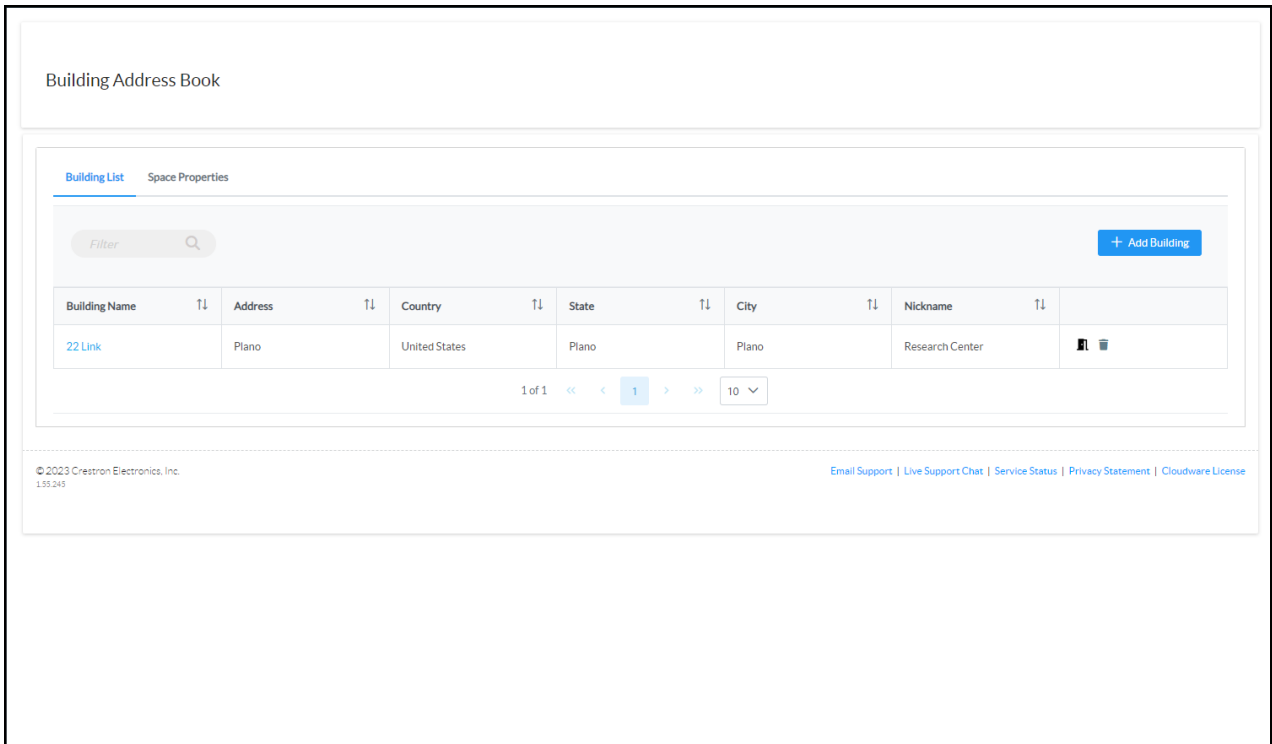 Building Address Book
Building List Space Properties
Filter
+ Add Building
Building Name Address Country State City Nickname
22 Link Plano United States Plano Plano Research Center
1 of 1 << < 1 > >> 10
© 2023 Crestron Electronics, Inc. Email Support | Live Support Chat | Service Status | Privacy Statement | Cloudware License
1.55.245